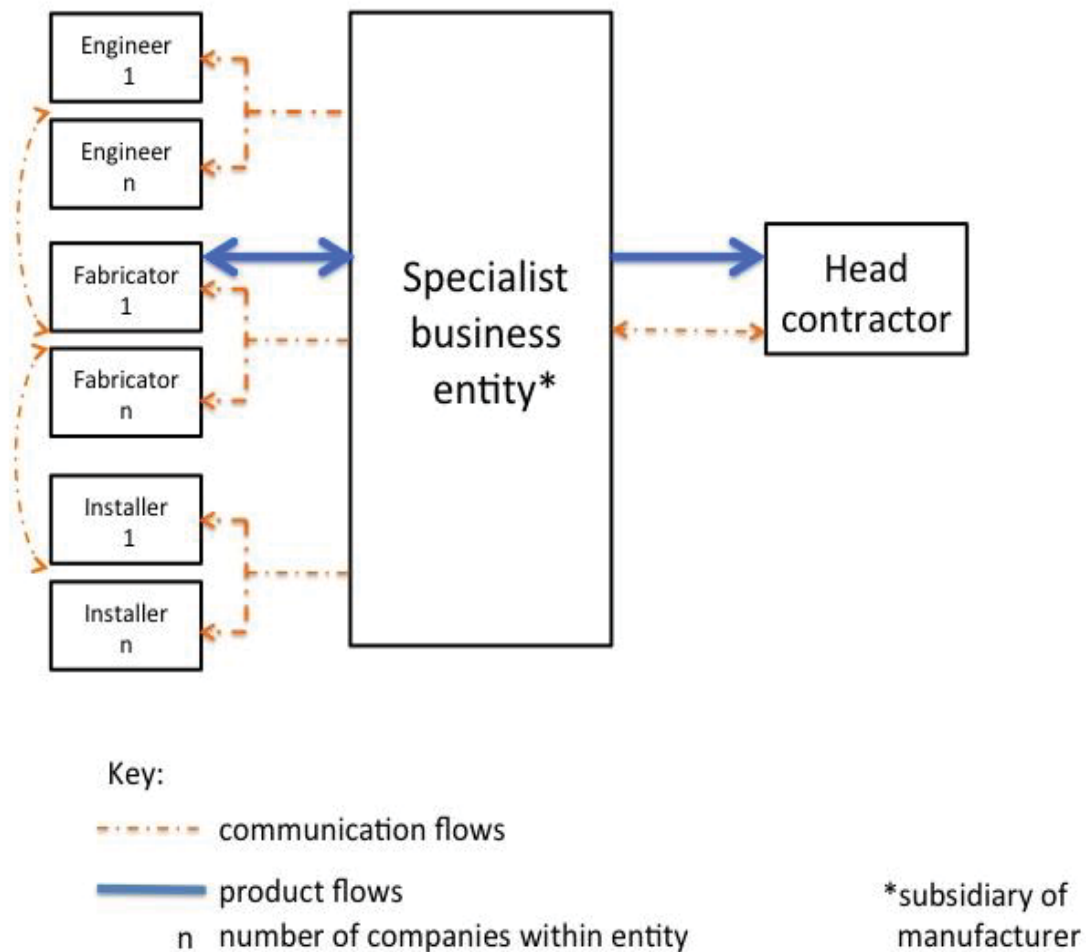 Engineer
1
Engineer
n
Fabricator
1
Fabricator
n
Installer
1
Installer
n
Specialist
business
entity*
Head
contractor
Key:
communication flows
product flows
n number of companies within entity
*subsidiary of
manufacturer